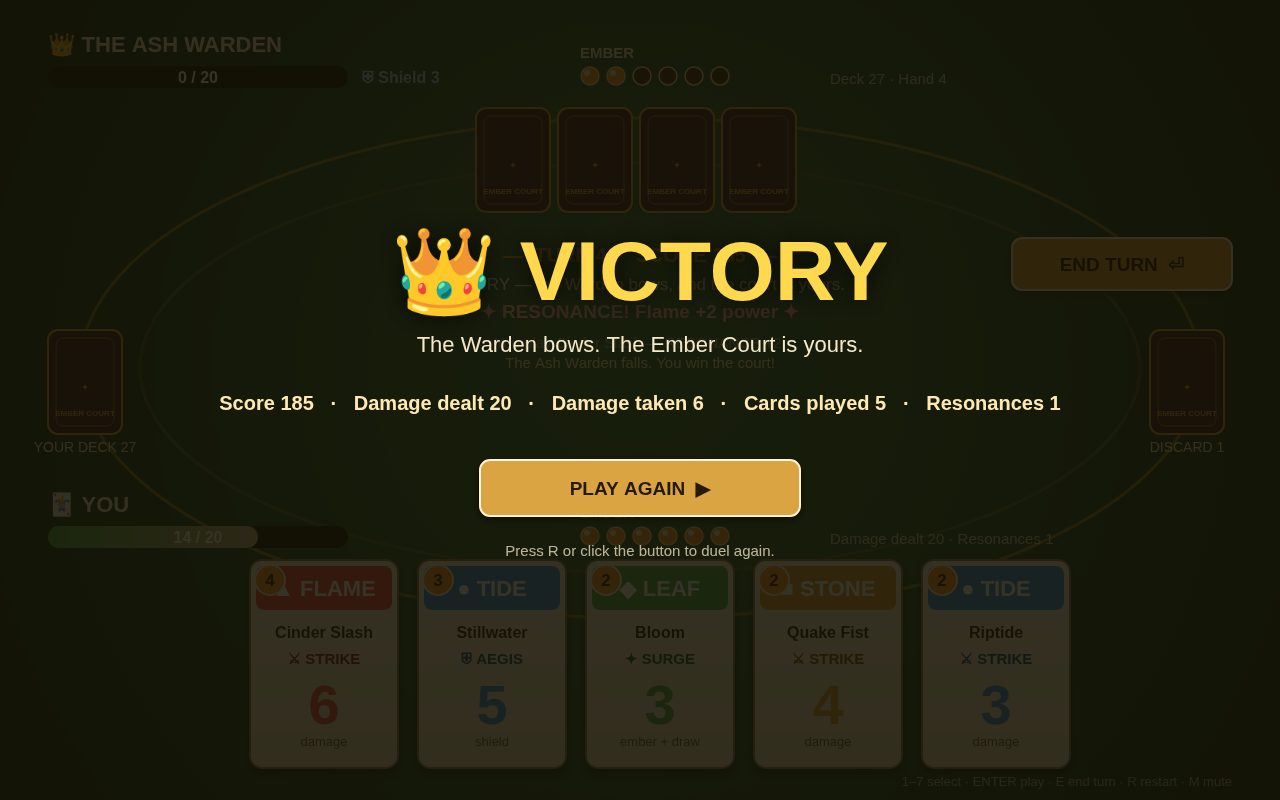 THE ASH WARDEN
0 / 20
Shield 3
EMBER
Deck 27 · Hand 4
EMBER COURT
EMBER COURT
EMBER COURT
EMBER COURT
VICTORY
END TURN ⏎
✦ RESONANCE! Flame +2 power ✦
The Warden bows. The Ember Court is yours.
The Ash Warden falls. You win the court!
Score 185 · Damage dealt 20 · Damage taken 6 · Cards played 5 · Resonances 1
EMBER COURT
YOUR DECK 27
EMBER COURT
DISCARD 1
PLAY AGAIN ▶
YOU
14 / 20
Damage dealt 20 · Resonances 1
Press R or click the button to duel again.
4 ▲ FLAME
Cinder Slash
⚔ STRIKE
6
damage
3 ● TIDE
Stillwater
⛨ AEGIS
5
shield
2 ◆ LEAF
Bloom
✦ SURGE
3
ember + draw
2 ■ STONE
Quake Fist
⚔ STRIKE
4
damage
2 ● TIDE
Riptide
⚔ STRIKE
3
damage
1–7 select · ENTER play · E end turn · R restart · M mute